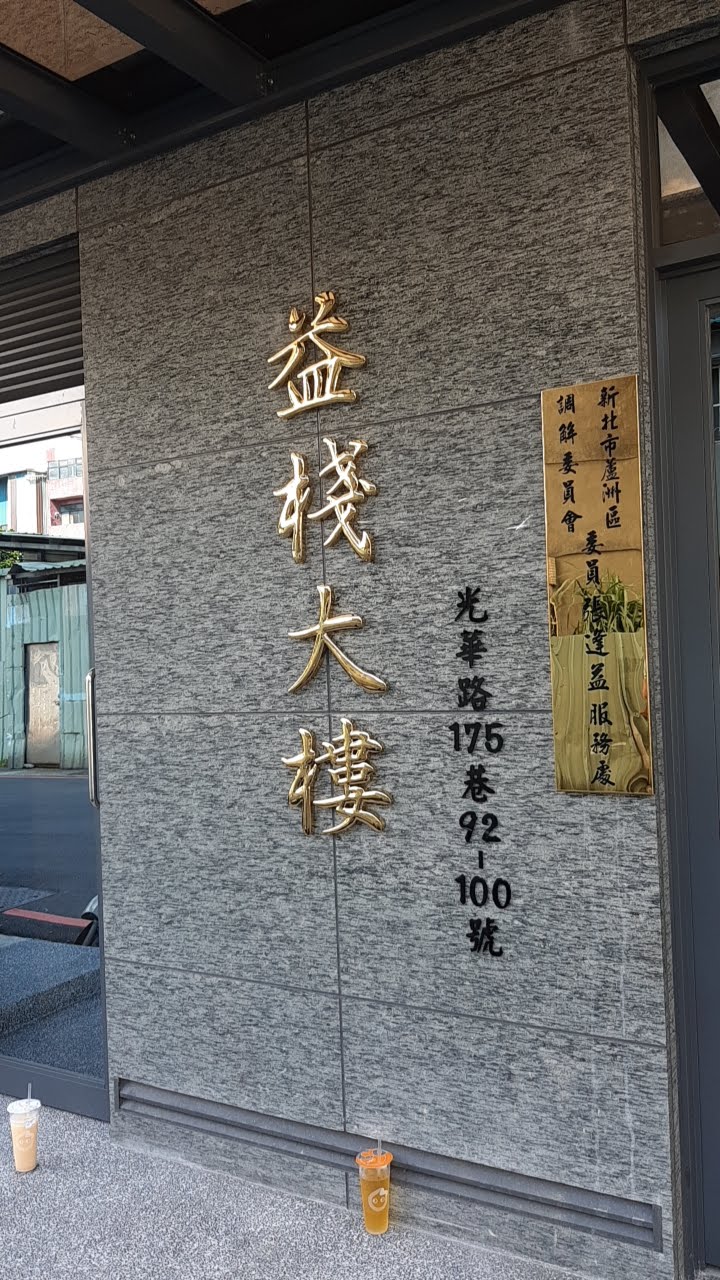 益棧大樓
光華路175巷92-100號
新北市蘆洲區
調解委員會
委員張達益服務處